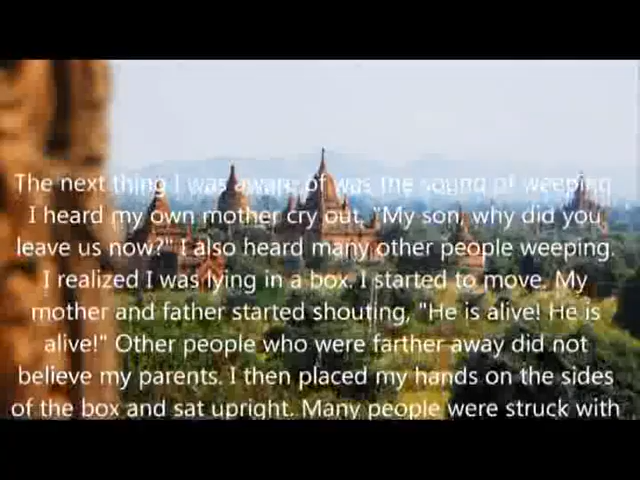 The next thing I was aware of was the sound of weeping.
I heard my own mother cry out, "My son, why did you
leave us now?" I also heard many other people weeping.
I realized I was lying in a box. I started to move. My
mother and father started shouting, "He is alive! He is
alive!" Other people who were farther away did not
believe my parents. I then placed my hands on the sides
of the box and sat upright. Many people were struck with